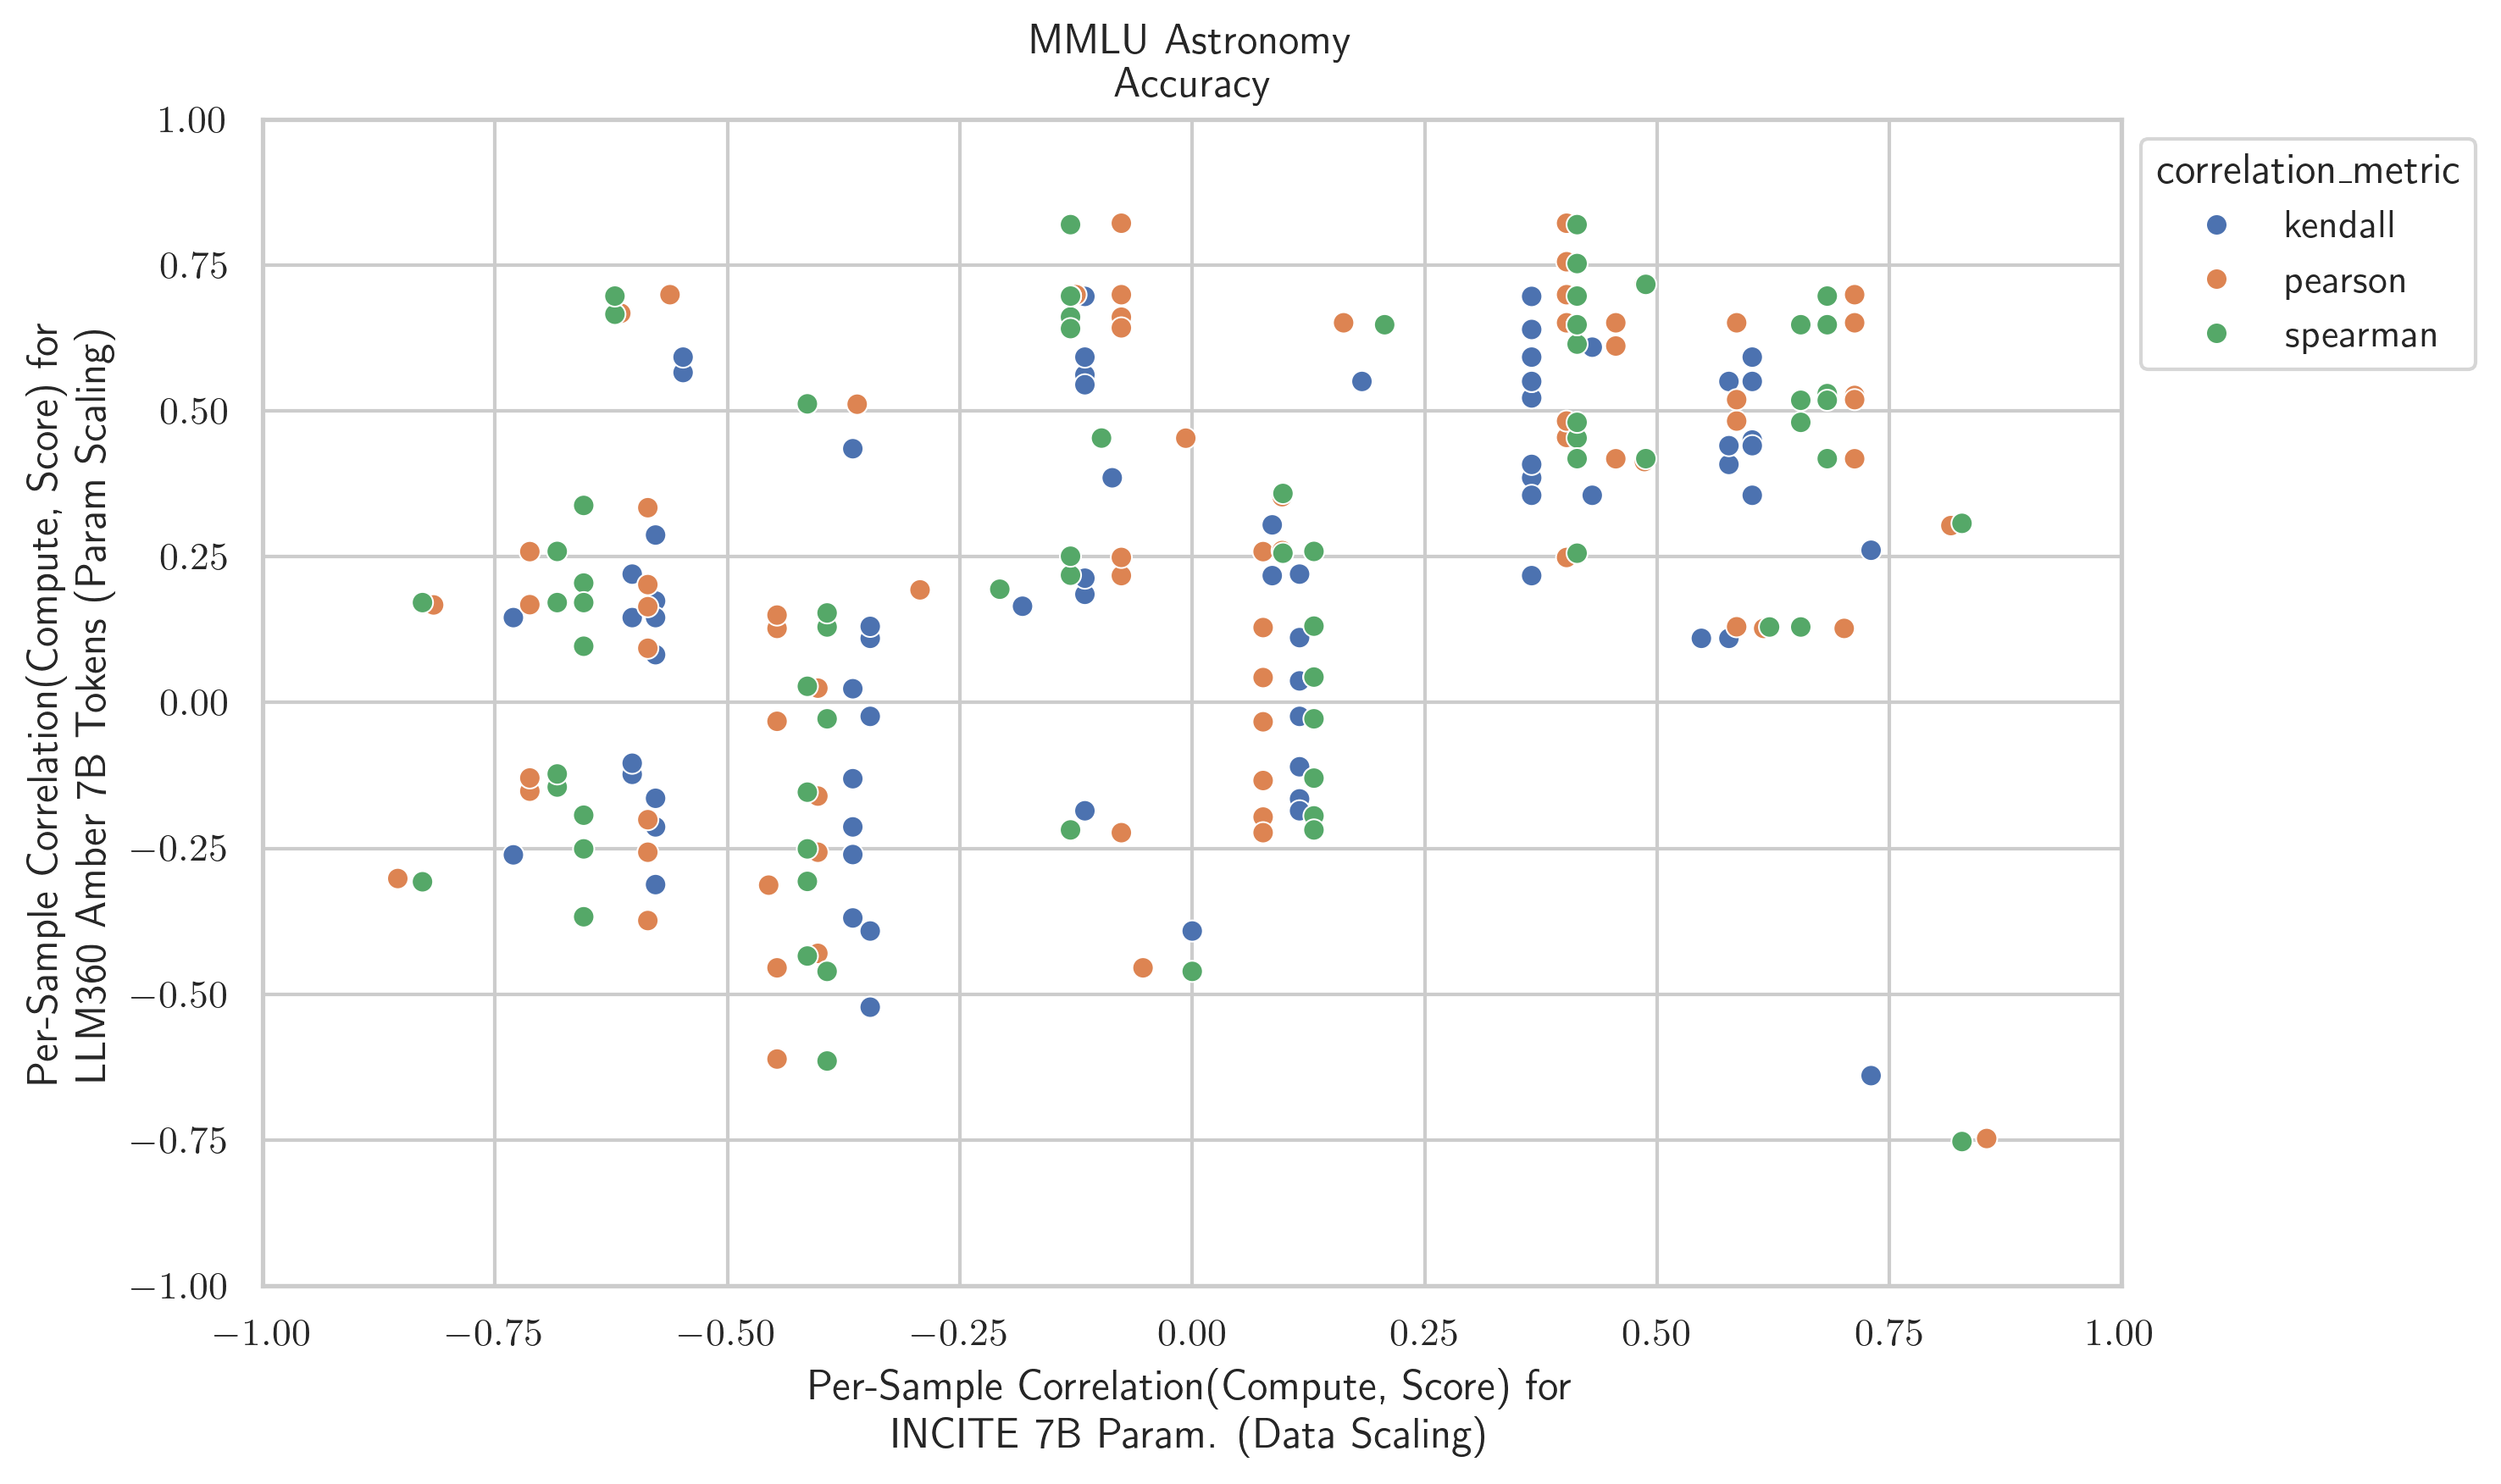 MMLU Astronomy
Accuracy
correlation_metric
kendall
pearson
spearman
Per-Sample Correlation(Compute, Score) for
LLM360 Amber 7B Tokens (Param Scaling)
1.00
0.75
0.50
0.25
0.00
−0.25
−0.50
−0.75
−1.00
−1.00 −0.75 −0.50 −0.25 0.00 0.25 0.50 0.75 1.00
Per-Sample Correlation(Compute, Score) for
INCITE 7B Param. (Data Scaling)